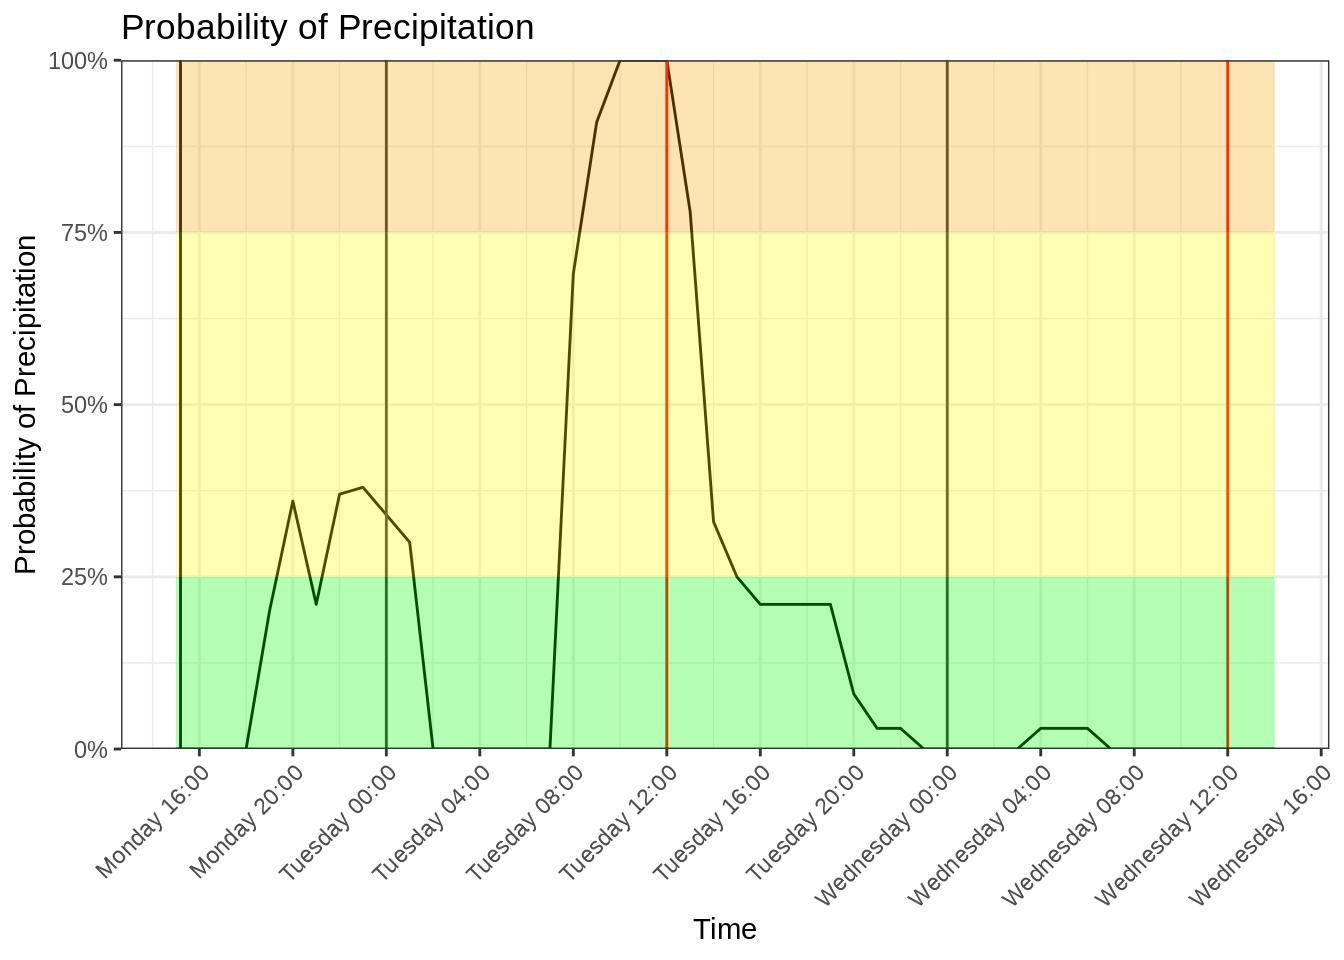 Probability of Precipitation
Probability of Precipitation
100%
75%
50%
25%
0%
Monday 16:00
Monday 20:00
Tuesday 00:00
Tuesday 04:00
Tuesday 08:00
Tuesday 12:00
Tuesday 16:00
Tuesday 20:00
Wednesday 00:00
Wednesday 04:00
Wednesday 08:00
Wednesday 12:00
Wednesday 16:00
Time